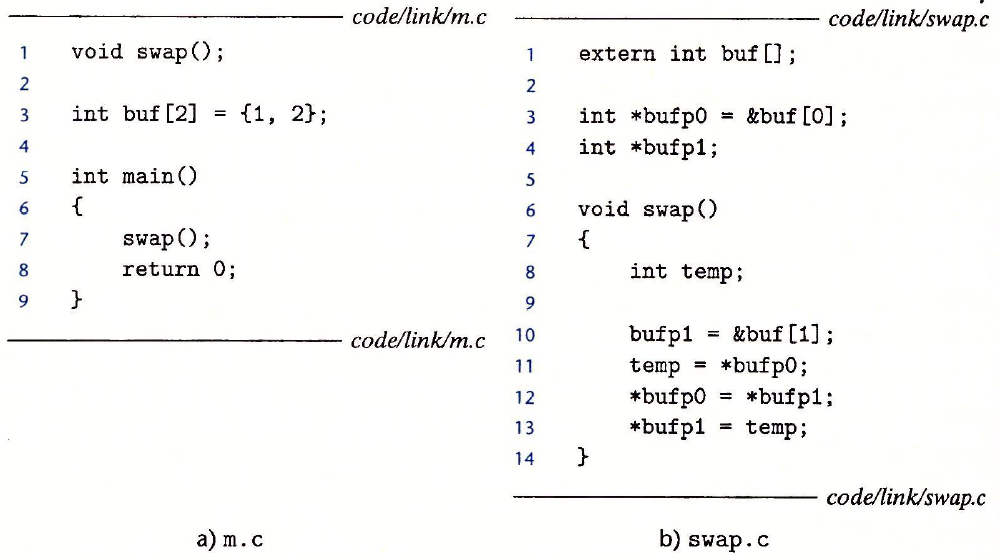 code/link/m.c
1 void swap();
2
3 int buf[2] = {1, 2};
4
5 int main()
6 {
7 swap();
8 return 0;
9 }
code/link/m.c
a) m.c
code/link/swap.c
1 extern int buf[];
2
3 int *bufp0 = &buf[0];
4 int *bufp1;
5
6 void swap()
7 {
8 int temp;
9
10 bufp1 = &buf[1];
11 temp = *bufp0;
12 *bufp0 = *bufp1;
13 *bufp1 = temp;
14 }
code/link/swap.c
b) swap.c